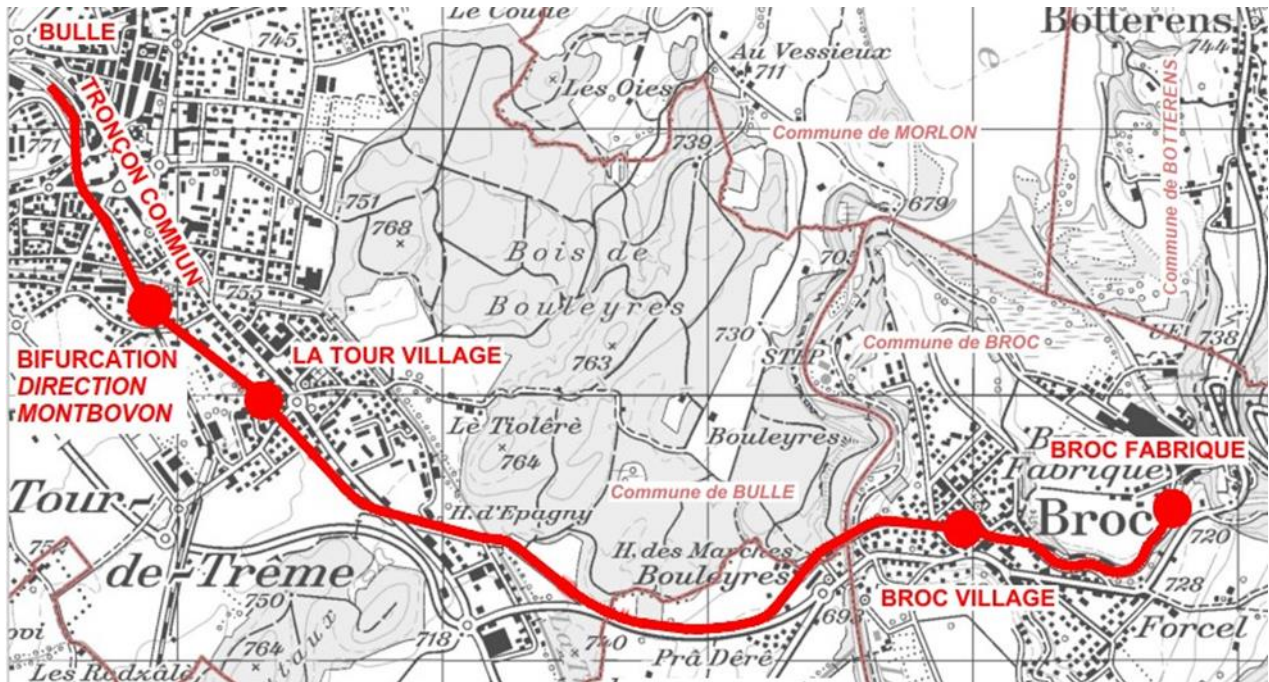 BULLE
745
Le Coude
Botterens
744
Au Vessieux
711
Les Oies
771
TRONÇON COMMUN
739
Commune de MORLON
Commune de BOTTERENS
751
768
679
Bois de
Bouleyres
705
755
763
730
STEP
Commune de BROC
738
BIFURCATION
DIRECTION
MONTBOVON
LA TOUR VILLAGE
Le Tioleré
764
Bouleyres
BROC FABRIQUE
Fabrique
Commune de BULLE
Tour-
de-Trême
H. d'Epagny
Broc
720
752
H. des Marches
Bouleyres
BROC VILLAGE
728
750
693
Forcel
718
740
Prâ Dêrê
764
Les Rodzàlè